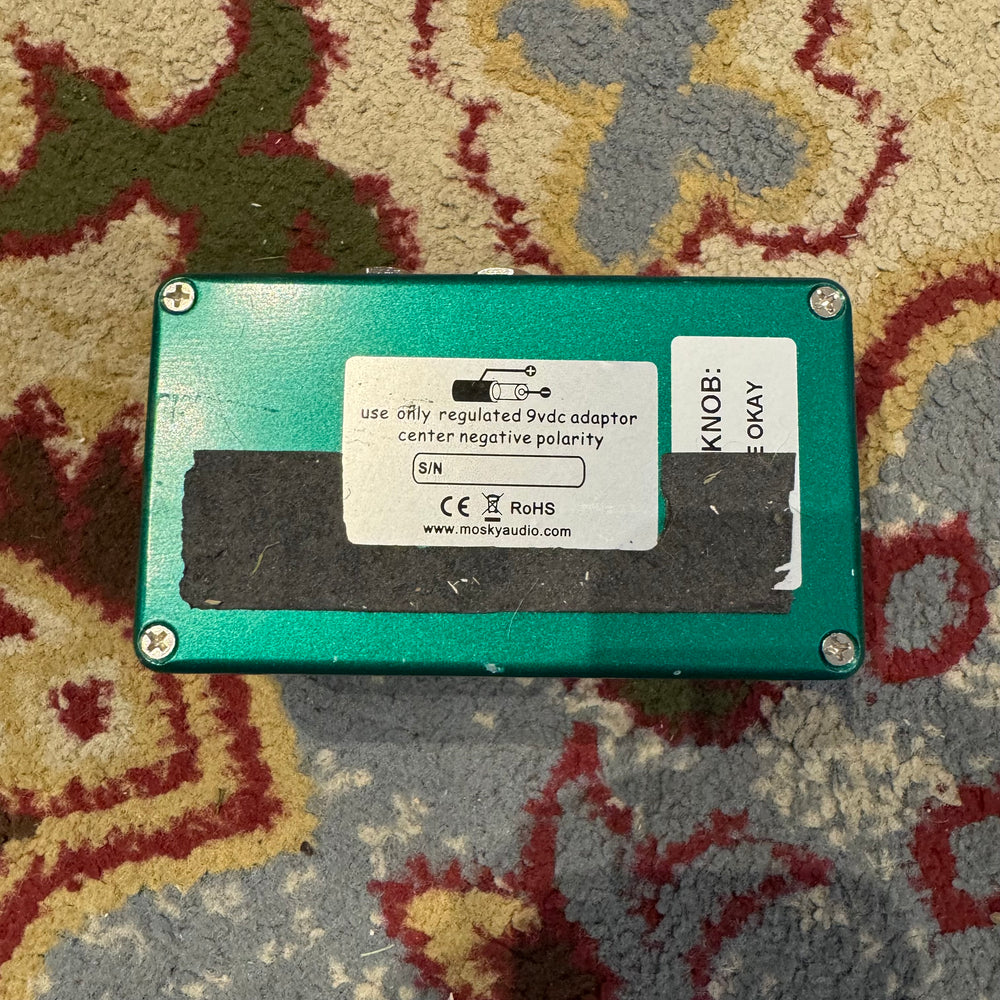 use only regulated 9vdc adaptor
center negative polarity
S/N
CE RoHS
www.moskyaudio.com
KNOB:
OKAY